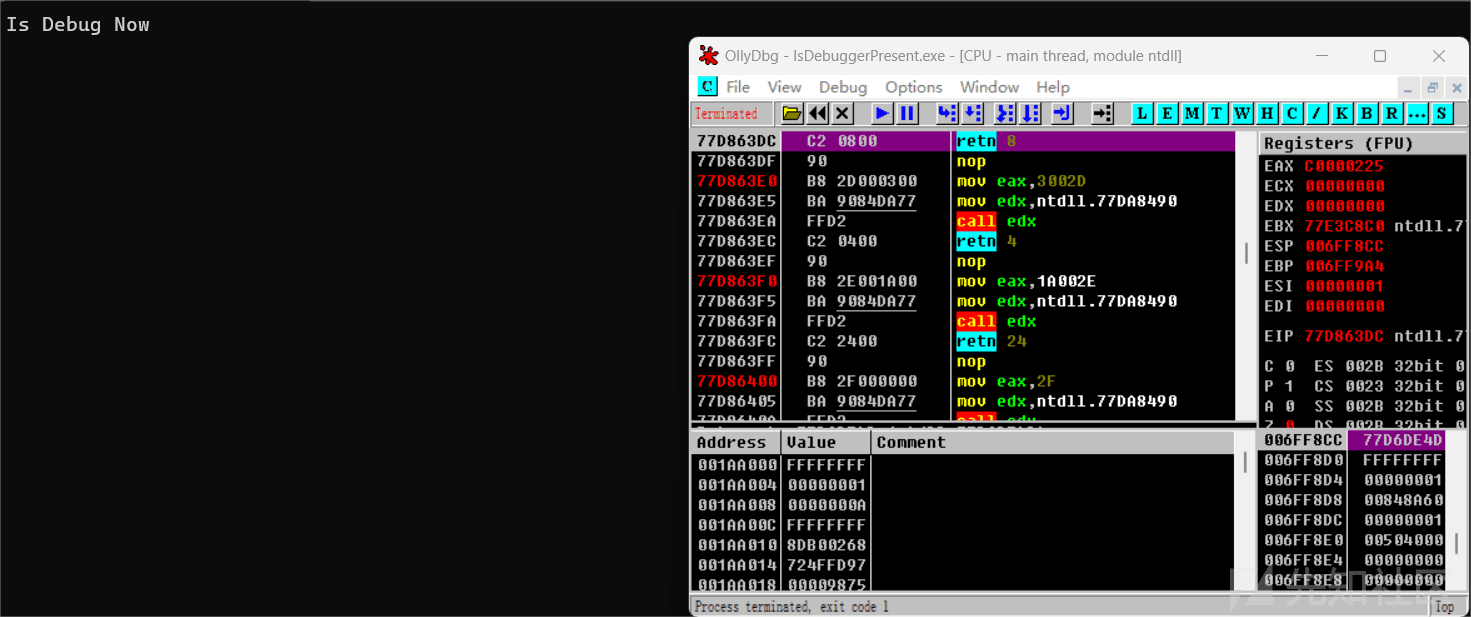 Is Debug Now
OllyDbg - IsDebuggerPresent.exe - [CPU - main thread, module ntdll]
C File View Debug Options Window Help
Terminated L E M T W H C / K B R ... S
77D863DC C2 0800 retn 8
77D863DF 90 nop
77D863E0 B8 2D000300 mov eax,3002D
77D863E5 BA 9084DA77 mov edx,ntdll.77DA8490
77D863EA FFD2 call edx
77D863EC C2 0400 retn 4
77D863EF 90 nop
77D863F0 B8 2E001A00 mov eax,1A002E
77D863F5 BA 9084DA77 mov edx,ntdll.77DA8490
77D863FA FFD2 call edx
77D863FC C2 2400 retn 24
77D863FF 90 nop
77D86400 B8 2F000000 mov eax,2F
77D86405 BA 9084DA77 mov edx,ntdll.77DA8490
77D8640A FFD2 call edx
Registers (FPU)
EAX C0000225
ECX 00000000
EDX 00000000
EBX 77E3C8C0 ntdll.7
ESP 006FF8CC
EBP 006FF9A4
ESI 00000001
EDI 00000000
EIP 77D863DC ntdll.7
C 0 ES 002B 32bit 0
P 1 CS 0023 32bit 0
A 0 SS 002B 32bit 0
Z 0 DS 002B 32bit 0
Address Value Comment
001AA000 FFFFFFFF
001AA004 00000001
001AA008 0000000A
001AA00C FFFFFFFF
001AA010 8DB00268
001AA014 724FFD97
001AA018 00009875
006FF8CC 77D6DE4D
006FF8D0 FFFFFFFF
006FF8D4 00000001
006FF8D8 00848A60
006FF8DC 00000001
006FF8E0 00504000
006FF8E4 00000000
006FF8E8 00000000
先知社区
Process terminated, exit code 1 Top